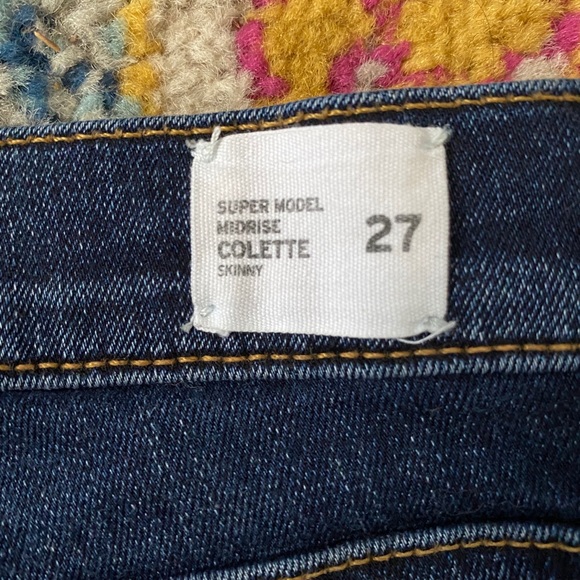 SUPER MODEL
MIDRISE
COLETTE 27
SKINNY